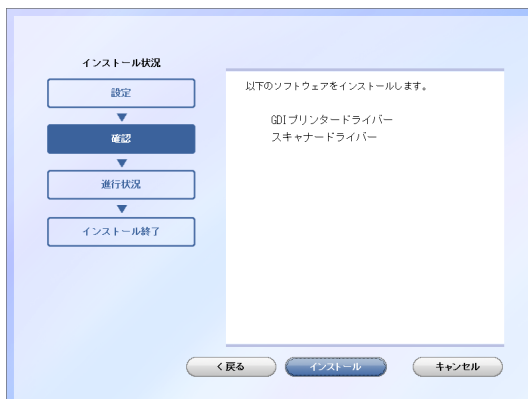 インストール状況
設定
確認
進行状況
インストール終了
以下のソフトウェアをインストールします。
GDIプリンタードライバー
スキャナードライバー
< 戻る
インストール
キャンセル